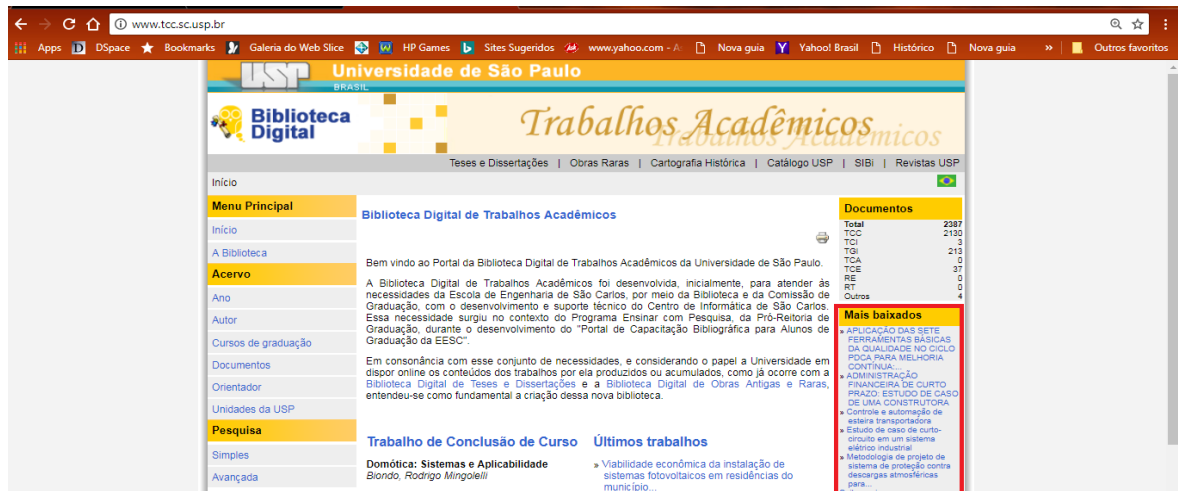 www.tcc.sc.usp.br
Apps DSpace Bookmarks Galeria do Web Slice HP Games Sites Sugeridos www.yahoo.com - A Nova guia Yahoo! Brasil Histórico Nova guia » Outros favoritos
USP Universidade de São Paulo
BRASIL
Biblioteca
Digital
Trabalhos Acadêmicos
Teses e Dissertações | Obras Raras | Cartografia Histórica | Catálogo USP | SIBi | Revistas USP
Início
Menu Principal
Início
A Biblioteca
Acervo
Ano
Autor
Cursos de graduação
Documentos
Orientador
Unidades da USP
Pesquisa
Simples
Avançada
Biblioteca Digital de Trabalhos Acadêmicos
Bem vindo ao Portal da Biblioteca Digital de Trabalhos Acadêmicos da Universidade de São Paulo.
A Biblioteca Digital de Trabalhos Acadêmicos foi desenvolvida, inicialmente, para atender às
necessidades da Escola de Engenharia de São Carlos, por meio da Biblioteca e da Comissão de
Graduação, com o desenvolvimento e suporte técnico do Centro de Informática de São Carlos.
Essa necessidade surgiu no contexto do Programa Ensinar com Pesquisa, da Pró-Reitoria de
Graduação, durante o desenvolvimento do "Portal de Capacitação Bibliográfica para Alunos de
Graduação da EESC".
Em consonância com esse conjunto de necessidades, e considerando o papel a Universidade em
dispor online os conteúdos dos trabalhos por ela produzidos ou acumulados, como já ocorre com a
Biblioteca Digital de Teses e Dissertações e a Biblioteca Digital de Obras Antigas e Raras,
entendeu-se como fundamental a criação dessa nova biblioteca.
Trabalho de Conclusão de Curso
Domótica: Sistemas e Aplicabilidade
Biondo, Rodrigo Mingolelli
Últimos trabalhos
» Viabilidade econômica da instalação de
sistemas fotovoltaicos em residências do
município...
Documentos
Total 2387
TCC 2130
TCI 3
TGI 213
TCA 0
TCE 37
RE 0
RT 0
Outros 4
Mais baixados
» APLICAÇÃO DAS SETE
FERRAMENTAS BÁSICAS
DA QUALIDADE NO CICLO
PDCA PARA MELHORIA
CONTÍNUA:...
» ADMINISTRAÇÃO
FINANCEIRA DE CURTO
PRAZO: ESTUDO DE CASO
DE UMA CONSTRUTORA
» Controle e automação de
esteira transportadora
» Estudo de caso de curto-
circuito em um sistema
elétrico industrial
» Metodologia de projeto de
sistema de proteção contra
descargas atmosféricas
para...